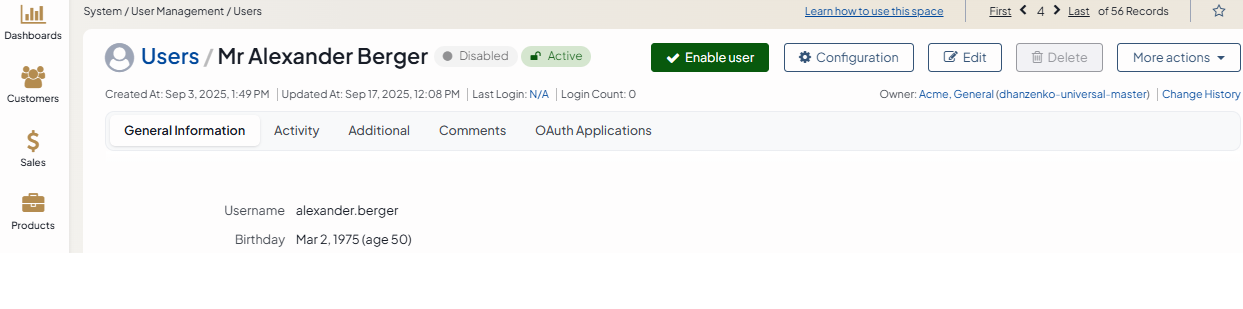 System / User Management / Users
Learn how to use this space
First 4 Last of 56 Records
Dashboards
Customers
Sales
Products
Users / Mr Alexander Berger Disabled Active
Enable user
Configuration
Edit
Delete
More actions
Created At: Sep 3, 2025, 1:49 PM Updated At: Sep 17, 2025, 12:08 PM Last Login: N/A Login Count: 0
Owner: Acme, General (dhanzenko-universal-master) Change History
General Information Activity Additional Comments OAuth Applications
Username alexander.berger
Birthday Mar 2, 1975 (age 50)